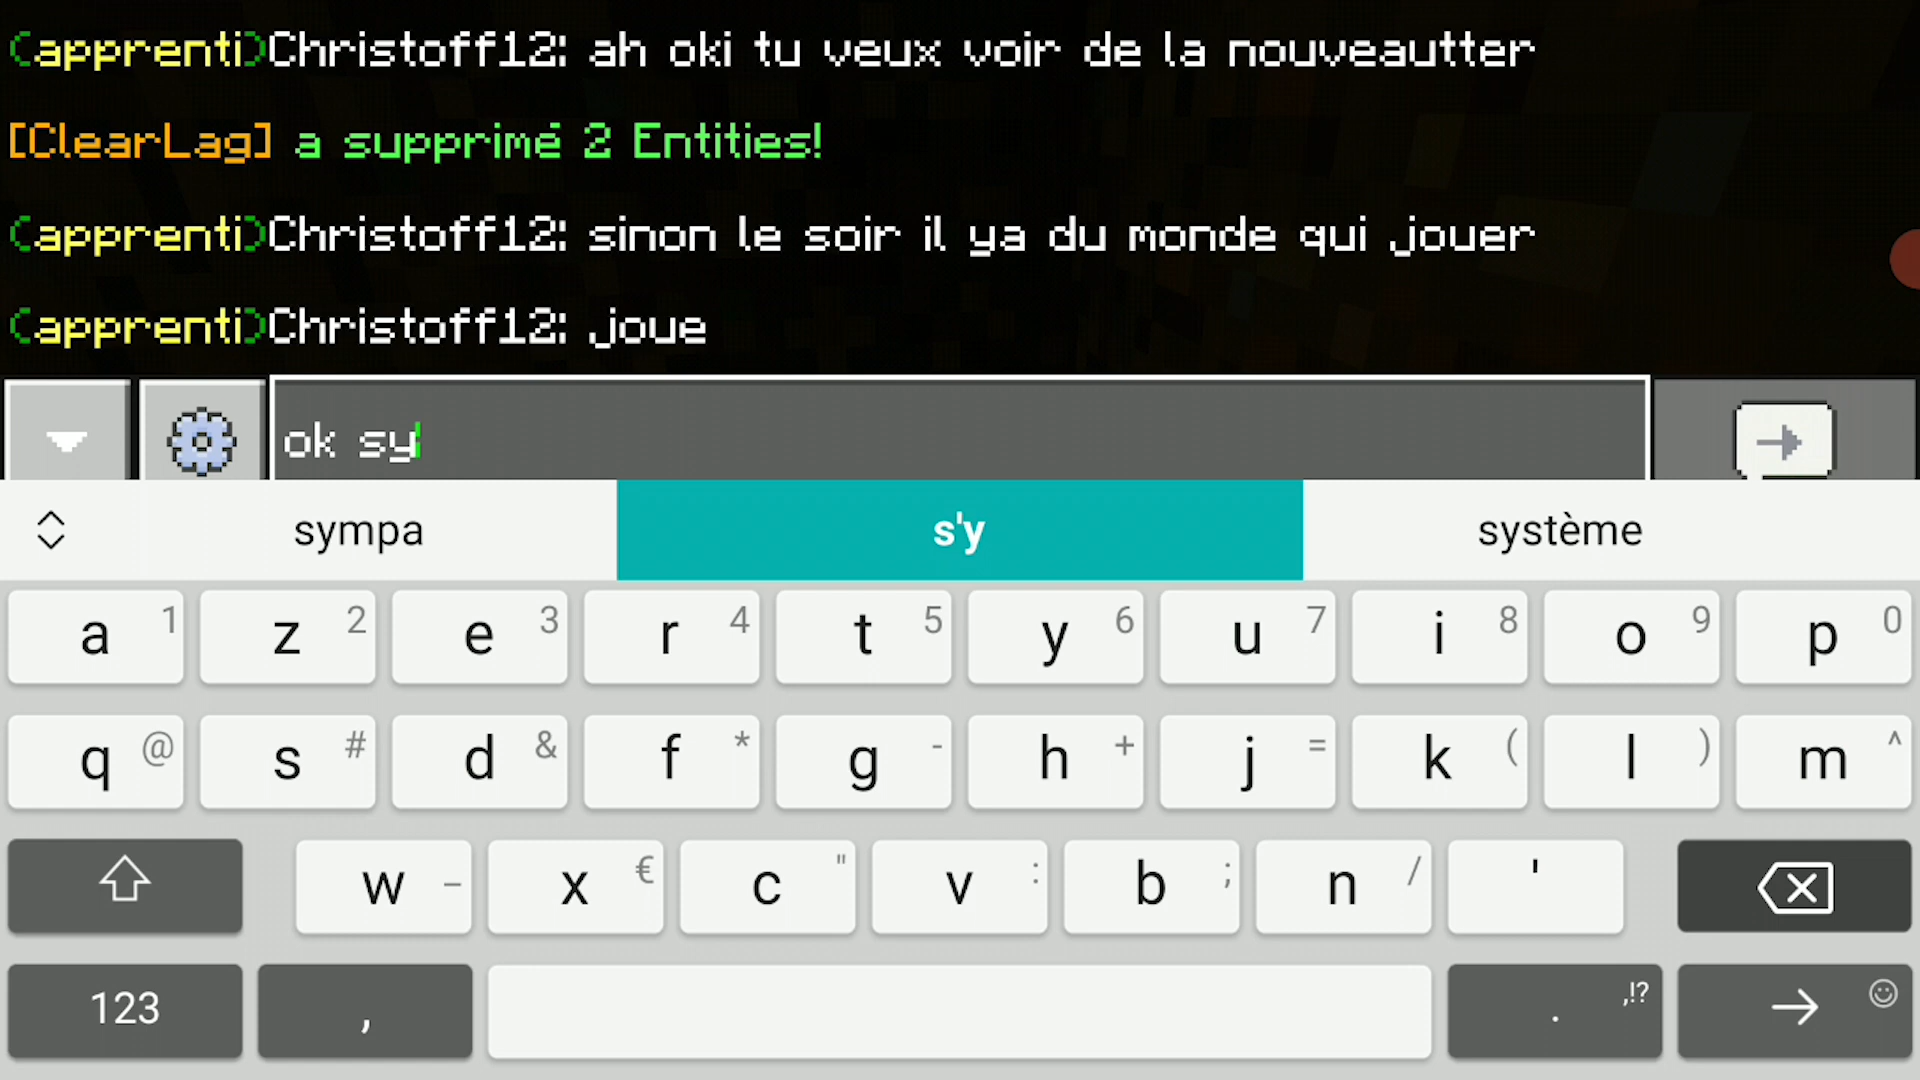 (apprenti)Christoff12: ah oki tu veux voir de la nouveautter
[ClearLag] a supprimé 2 Entities!
(apprenti)Christoff12: sinon le soir il ya du monde qui jouer
(apprenti)Christoff12: joue
ok sy
sympa s'y système
a 1 z 2 e 3 r 4 t 5 y 6 u 7 i 8 o 9 p 0
q @ s # d & f * g - h + j = k ( l ) m ^
w _ x € c " v : b ; n / '
123 , . ,!?